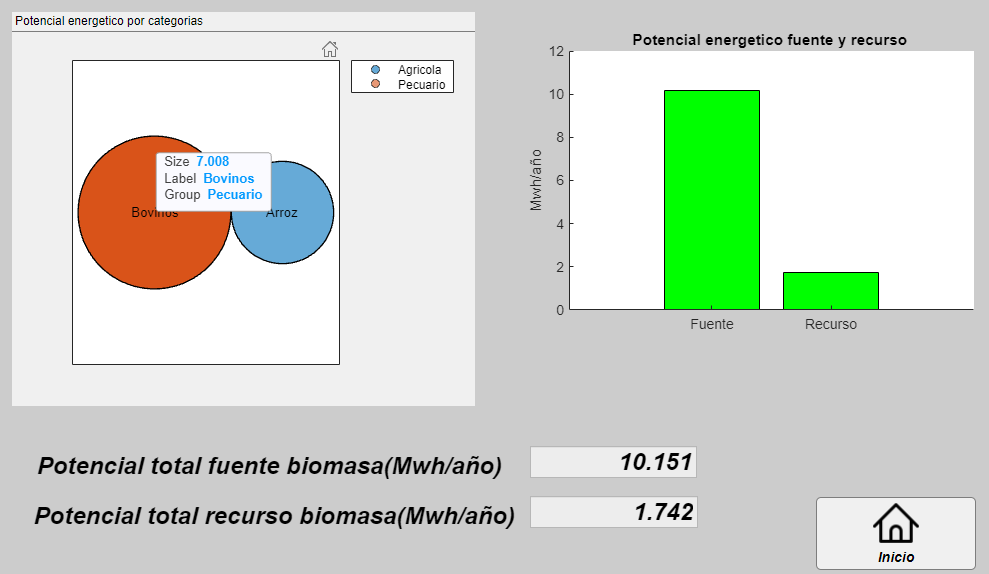 Potencial energetico por categorias
Agricola
Pecuario
Size 7.008
Label Bovinos
Group Pecuario
Bovinos
Arroz
Potencial energetico fuente y recurso
Mwh/año
12
10
8
6
4
2
0
Fuente
Recurso
Potencial total fuente biomasa(Mwh/año)
10.151
Potencial total recurso biomasa(Mwh/año)
1.742
Inicio